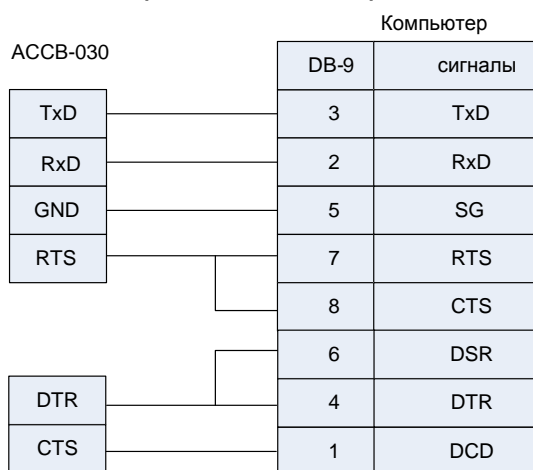 Компьютер
АССВ-030
DB-9 сигналы
TxD 3 TxD
RxD 2 RxD
GND 5 SG
RTS 7 RTS
8 CTS
6 DSR
DTR 4 DTR
CTS 1 DCD